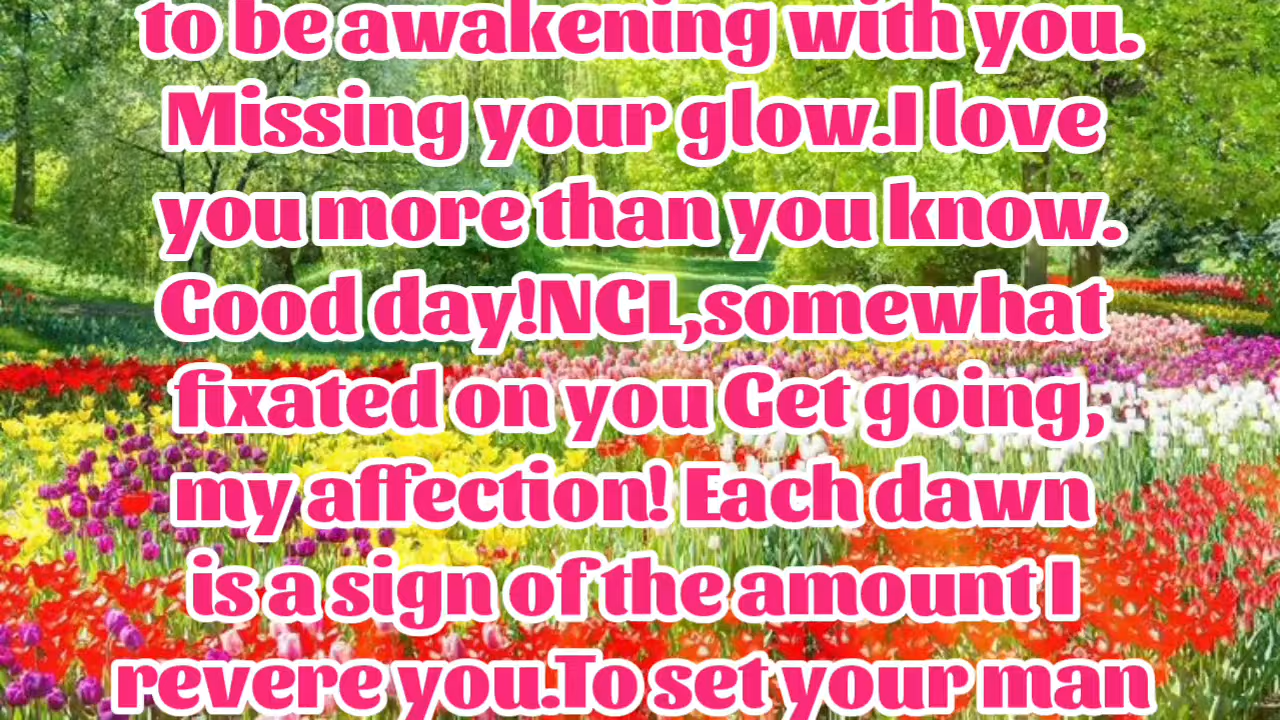 to be awakening with you.
Missing your glow.I love
you more than you know.
Good day!NGL,somewhat
fixated on you Get going,
my affection! Each dawn
is a sign of the amount I
revere you.To set your man